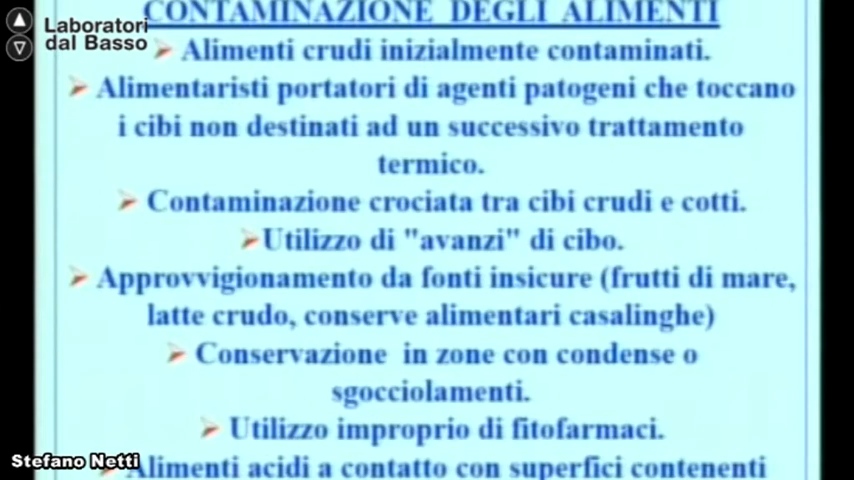 CONTAMINAZIONE DEGLI ALIMENTI
Laboratori
dal Basso
Alimenti crudi inizialmente contaminati.
Alimentaristi portatori di agenti patogeni che toccano
i cibi non destinati ad un successivo trattamento
termico.
Contaminazione crociata tra cibi crudi e cotti.
Utilizzo di "avanzi" di cibo.
Approvvigionamento da fonti insicure (frutti di mare,
latte crudo, conserve alimentari casalinghe)
Conservazione in zone con condense o
sgocciolamenti.
Utilizzo improprio di fitofarmaci.
Stefano Netti
Alimenti acidi a contatto con superfici contenenti